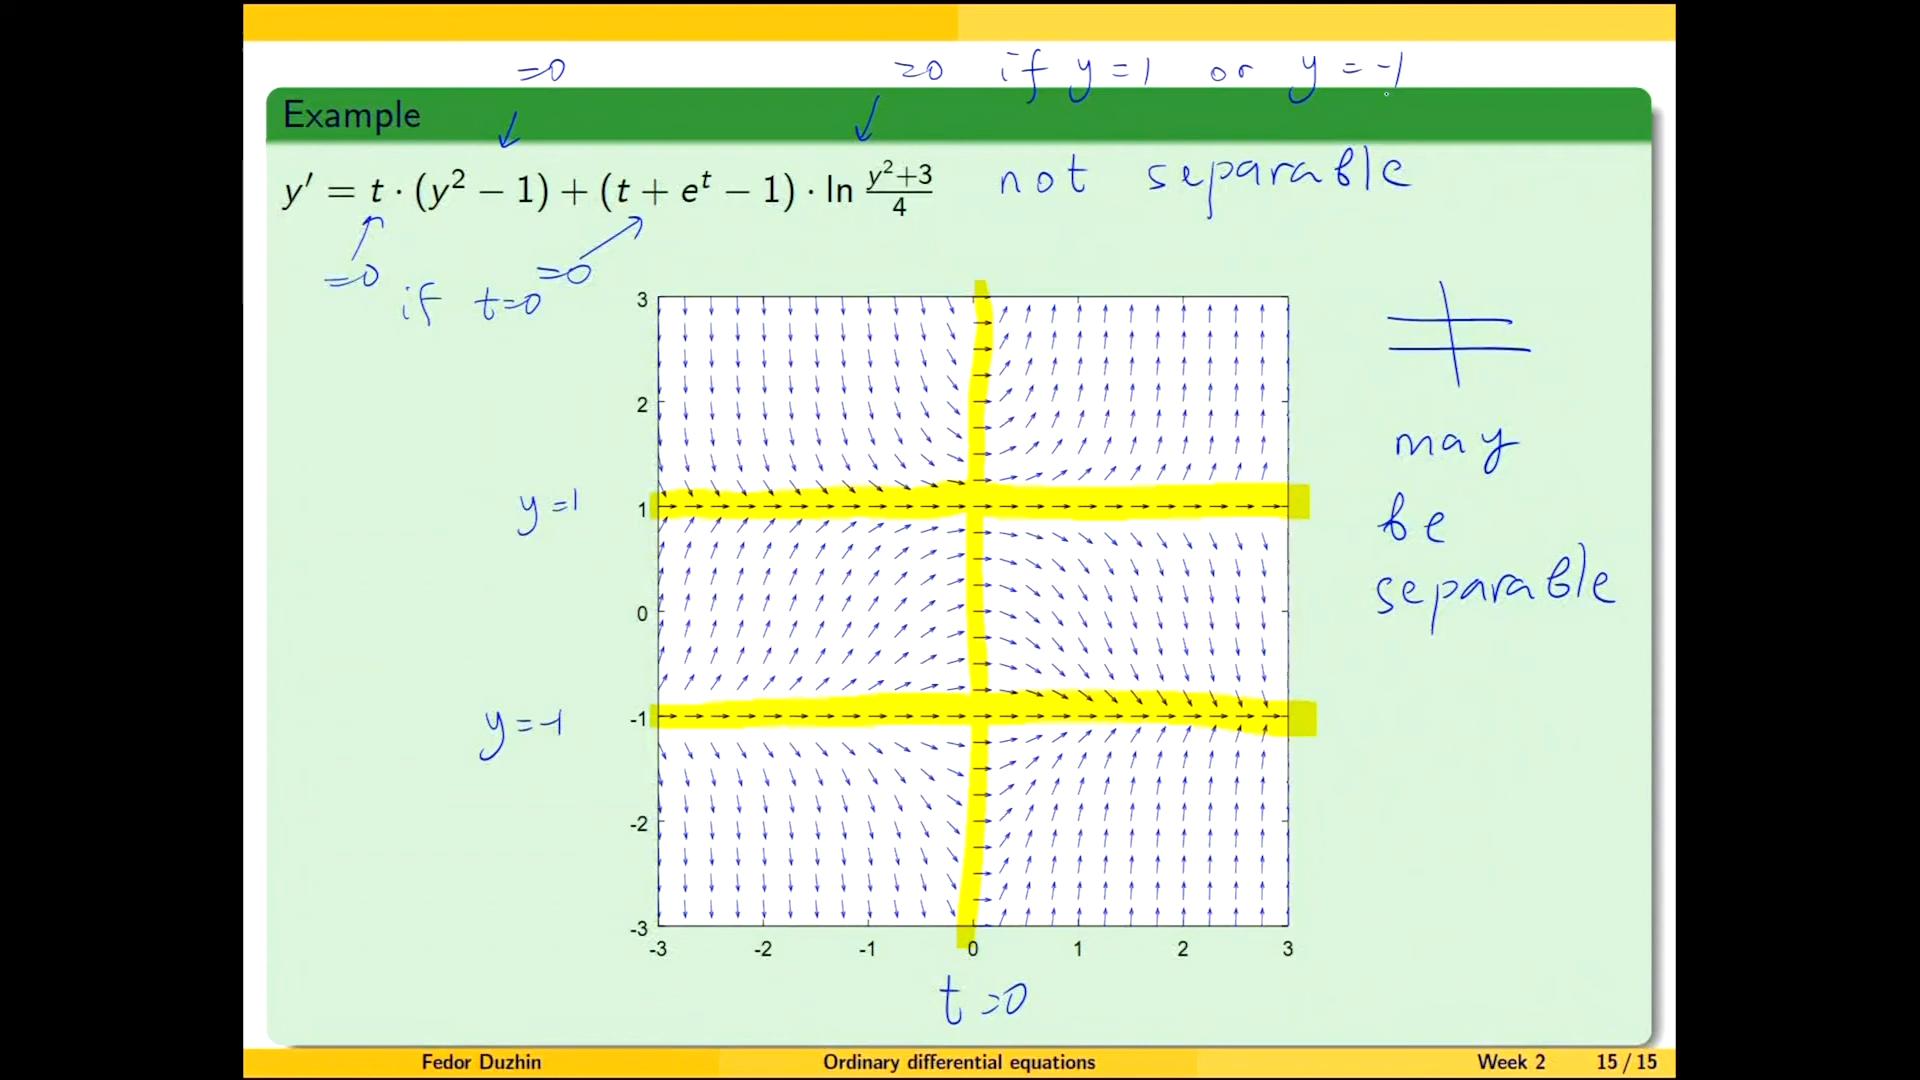 =0 =0 if y=1 or y=-1
Example
y′ = t · (y² − 1) + (t + eᵗ − 1) · ln (y²+3)/4 not separable
=0 if t=0 =0
3
2
y=1 1
0
y=-1 -1
-2
-3
-3 -2 -1 0 1 2 3
t=0
may
be
separable
Fedor Duzhin Ordinary differential equations Week 2 15 / 15